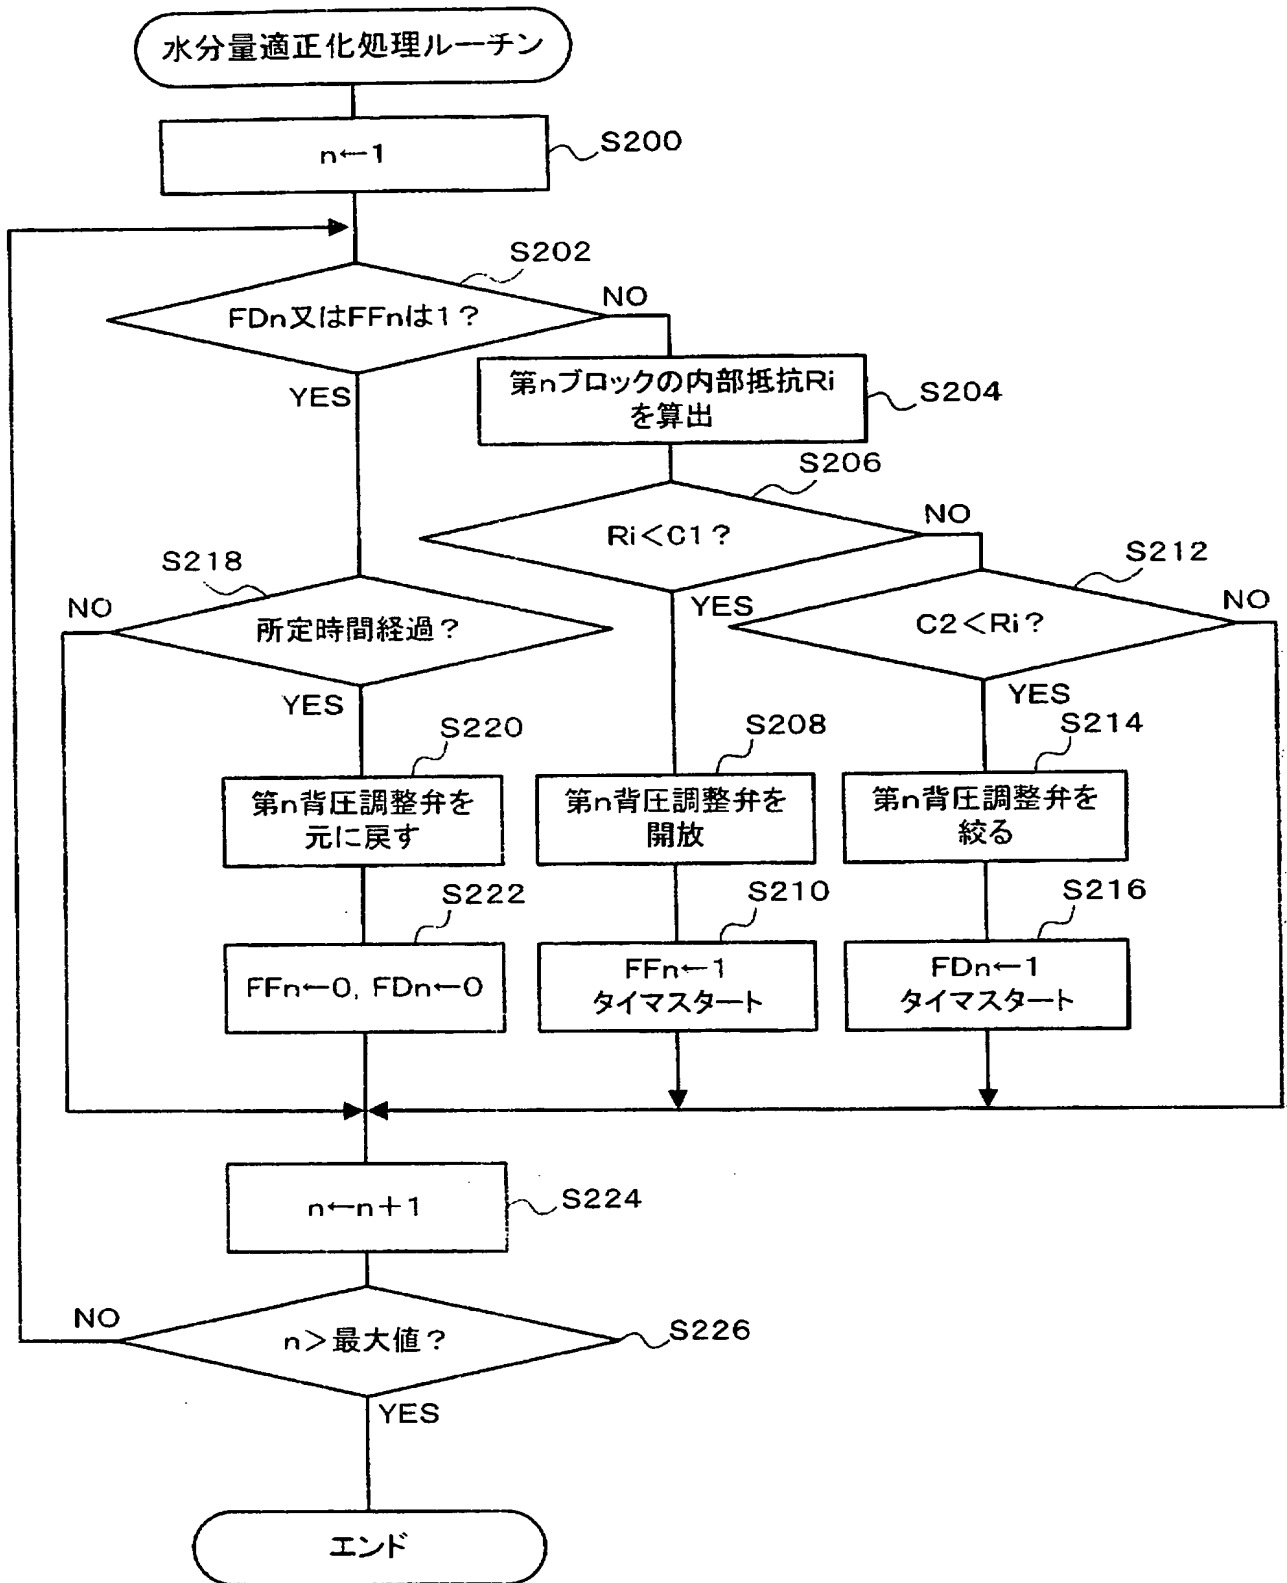 水分量適正化処理ルーチン
n←1
S200
S202
FDn又はFFnは1?
NO
YES
第nブロックの内部抵抗Ri
を算出
S204
S206
Ri<C1?
NO
YES
S212
C2<Ri?
NO
YES
S218
所定時間経過?
NO
YES
S220
第n背圧調整弁を
元に戻す
S208
第n背圧調整弁を
開放
S214
第n背圧調整弁を
絞る
S222
FFn←0, FDn←0
S210
FFn←1
タイマスタート
S216
FDn←1
タイマスタート
n←n+1
S224
n>最大値?
S226
NO
YES
エンド